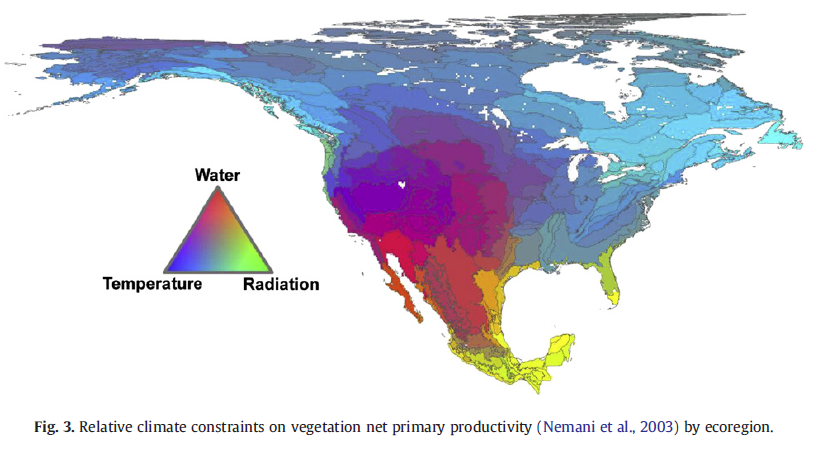 Water
Temperature Radiation
Fig. 3. Relative climate constraints on vegetation net primary productivity (Nemani et al., 2003) by ecoregion.